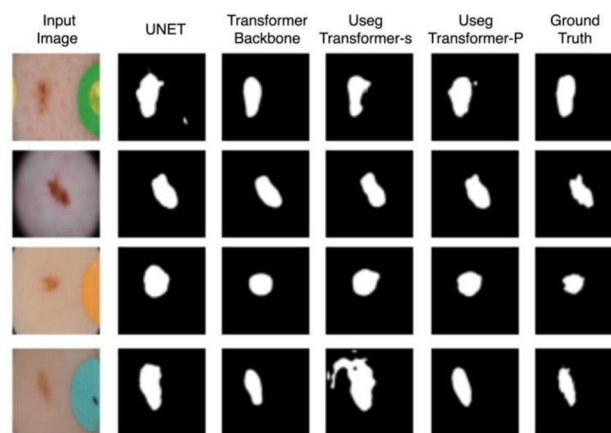 Input
Image
UNET
Transformer
Backbone
Useg
Transformer-s
Useg
Transformer-P
Ground
Truth